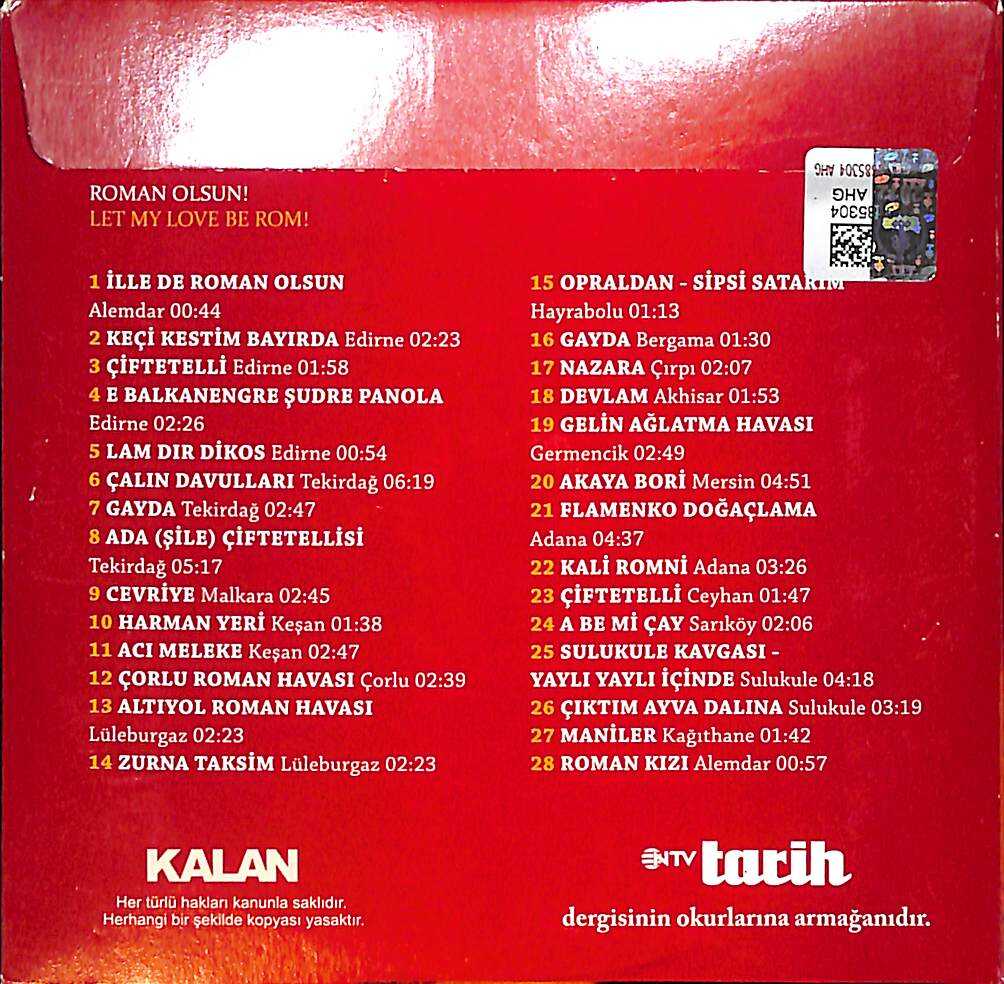 ROMAN OLSUN!
LET MY LOVE BE ROM!
1 İLLE DE ROMAN OLSUN
Alemdar 00:44
2 KEÇİ KESTİM BAYIRDA Edirne 02:23
3 ÇİFTETELLİ Edirne 01:58
4 E BALKANENGRE ŞUDRE PANOLA
Edirne 02:26
5 LAM DIR DİKOS Edirne 00:54
6 ÇALIN DAVULLARI Tekirdağ 06:19
7 GAYDA Tekirdağ 02:47
8 ADA (ŞİLE) ÇİFTETELLİSİ
Tekirdağ 05:17
9 CEVRİYE Malkara 02:45
10 HARMAN YERİ Keşan 01:38
11 ACI MELEKE Keşan 02:47
12 ÇORLU ROMAN HAVASI Çorlu 02:39
13 ALTIYOL ROMAN HAVASI
Lüleburgaz 02:23
14 ZURNA TAKSİM Lüleburgaz 02:23
15 OPRALDAN - SİPSİ SATARIM
Hayrabolu 01:13
16 GAYDA Bergama 01:30
17 NAZARA Çırpı 02:07
18 DEVLAM Akhisar 01:53
19 GELİN AĞLATMA HAVASI
Germencik 02:49
20 AKAYA BORİ Mersin 04:51
21 FLAMENKO DOĞAÇLAMA
Adana 04:37
22 KALİ ROMNİ Adana 03:26
23 ÇİFTETELLİ Ceyhan 01:47
24 A BE Mİ ÇAY Sarıköy 02:06
25 SULUKULE KAVGASI -
YAYLI YAYLI İÇİNDE Sulukule 04:18
26 ÇIKTIM AYVA DALINA Sulukule 03:19
27 MANİLER Kağıthane 01:42
28 ROMAN KIZI Alemdar 00:57
KALAN
Her türlü hakları kanunla saklıdır.
Herhangi bir şekilde kopyası yasaktır.
NTV tarih
dergisinin okurlarına armağanıdır.
AHG